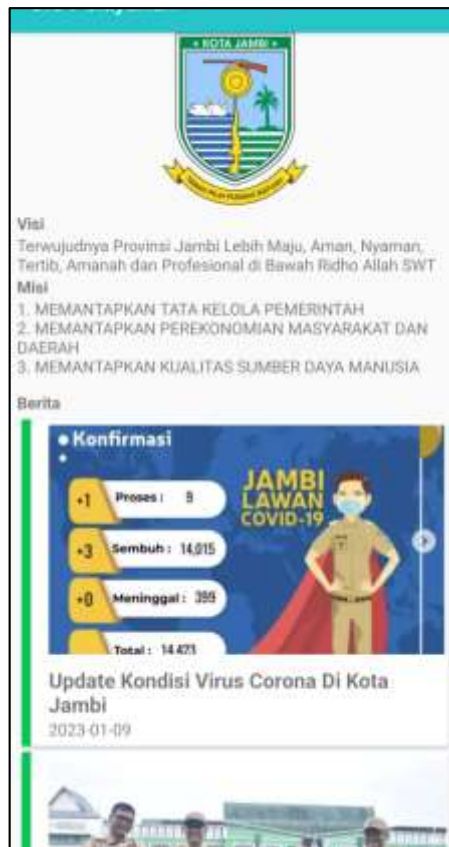 KOTA JAMBI
Visi
Terwujudnya Provinsi Jambi Lebih Maju, Aman, Nyaman,
Tertib, Amanah dan Profesional di Bawah Ridho Allah SWT
Misi
1. MEMANTAPKAN TATA KELOLA PEMERINTAH
2. MEMANTAPKAN PEREKONOMIAN MASYARAKAT DAN
DAERAH
3. MEMANTAPKAN KUALITAS SUMBER DAYA MANUSIA
Berita
Konfirmasi
+1 Proses : 9
+3 Sembuh : 14,015
+0 Meninggal : 399
Total : 14,423
JAMBI
LAWAN
COVID-19
Update Kondisi Virus Corona Di Kota
Jambi
2023-01-09